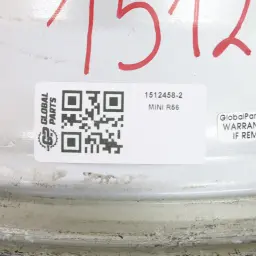 1512
GLOBAL
PARTS
1512458-2
MINI R56
GlobalPar
WARRAN
IF REM